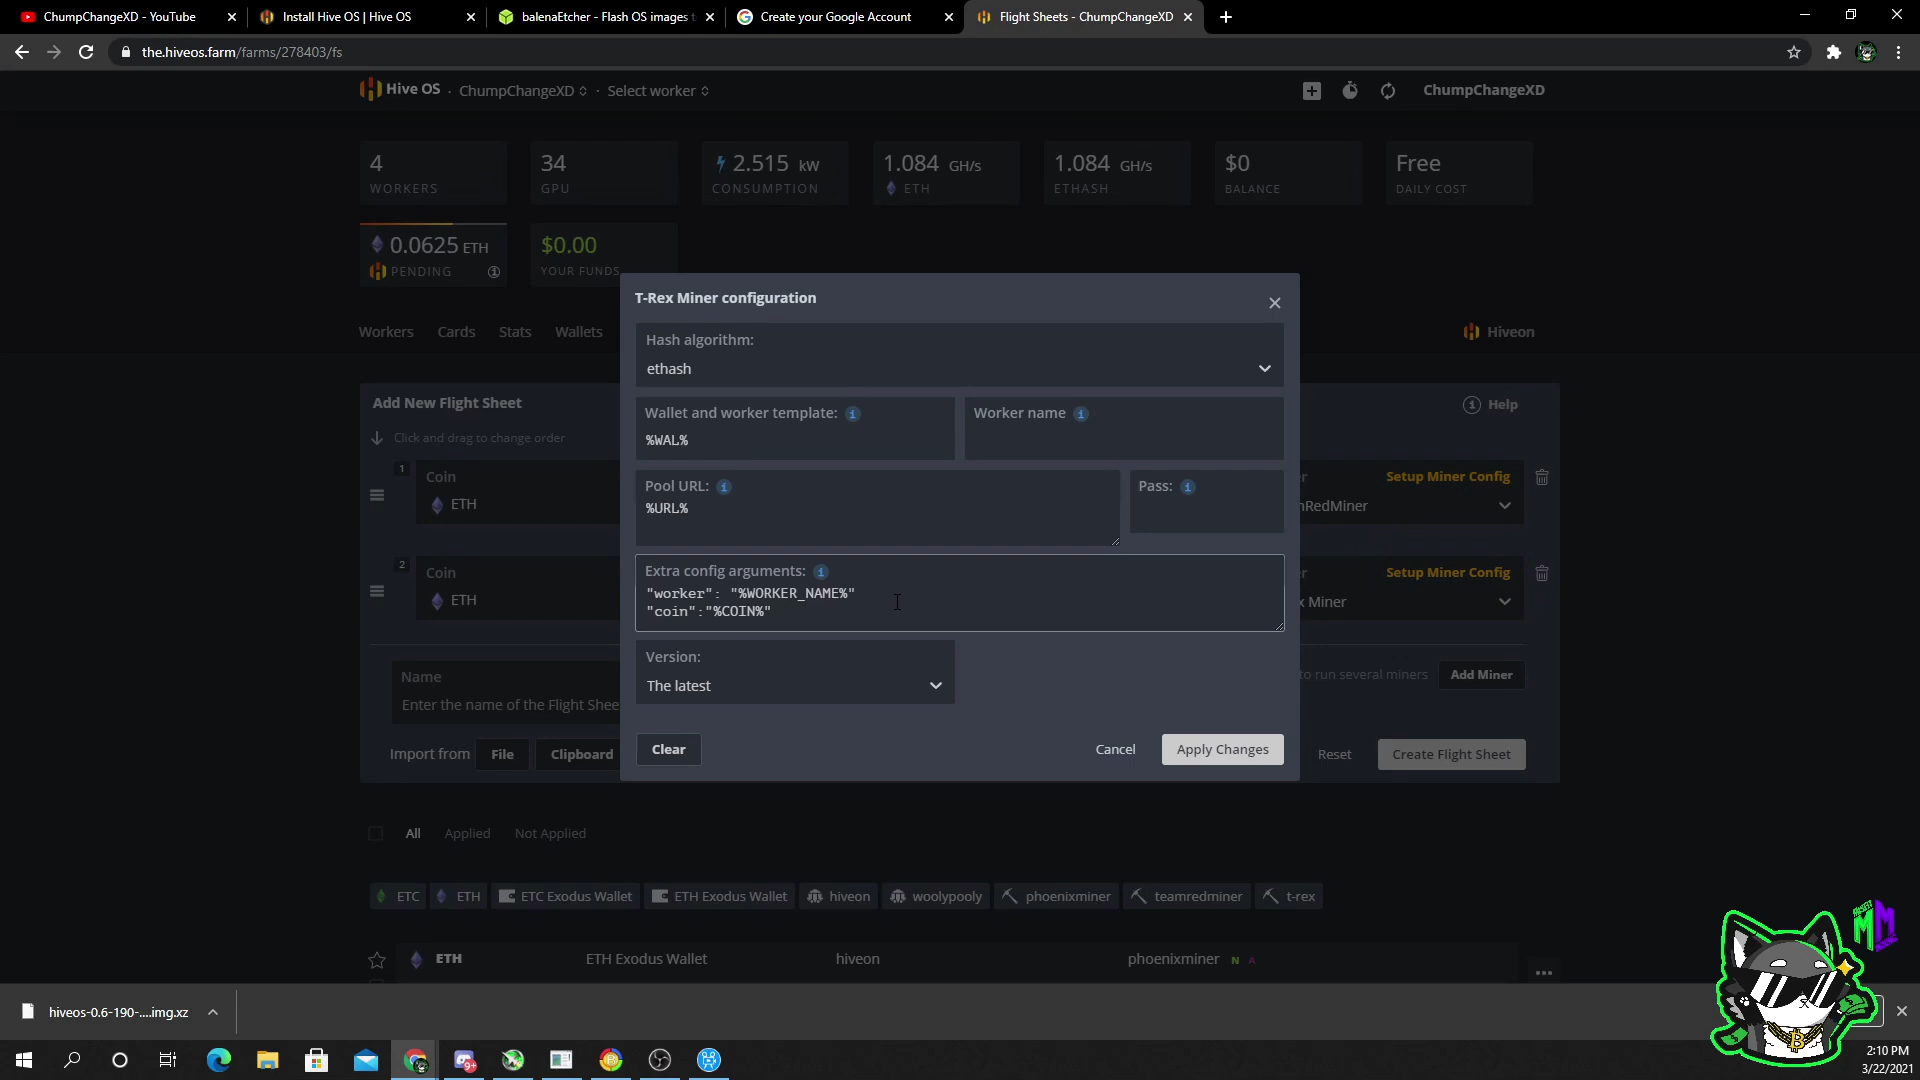 ChumpChangeXD - YouTube
Install Hive OS | Hive OS
balenaEtcher - Flash OS images t
Create your Google Account
Flight Sheets - ChumpChangeXD
the.hiveos.farm/farms/278403/fs
Hive OS · ChumpChangeXD · Select worker
ChumpChangeXD
4
WORKERS
34
GPU
2.515 kW
CONSUMPTION
1.084 GH/s
ETH
1.084 GH/s
ETHASH
$0
BALANCE
Free
DAILY COST
0.0625 ETH
PENDING
$0.00
YOUR FUNDS
Workers Cards Stats Wallets
Hiveon
T-Rex Miner configuration
Hash algorithm:
ethash
Wallet and worker template:
%WAL%
Worker name
Pool URL:
%URL%
Pass:
Extra config arguments:
"worker": "%WORKER_NAME%"
"coin":"%COIN%"
Version:
The latest
Clear
Cancel
Apply Changes
Add New Flight Sheet
Help
Click and drag to change order
1
Coin
ETH
r
Setup Miner Config
nRedMiner
2
Coin
ETH
r
Setup Miner Config
x Miner
Name
Enter the name of the Flight Shee
to run several miners
Add Miner
Import from File Clipboard
Reset
Create Flight Sheet
All Applied Not Applied
ETC ETH ETC Exodus Wallet ETH Exodus Wallet hiveon woolypooly phoenixminer teamredminer t-rex
ETH ETH Exodus Wallet hiveon phoenixminer N A
hiveos-0.6-190-....img.xz
9+
2:10 PM
3/22/2021